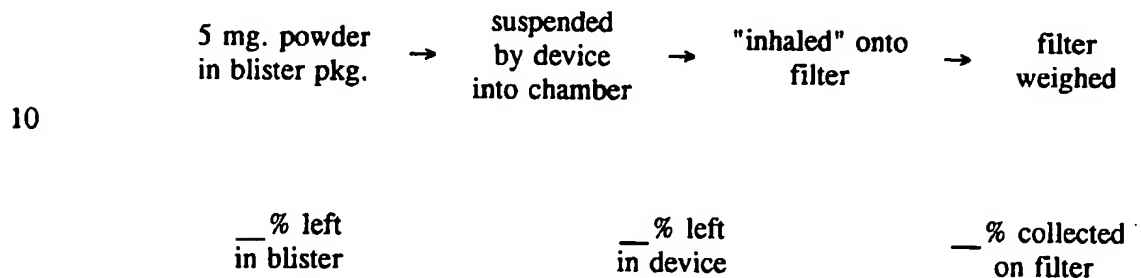 5 mg. powder
in blister pkg.
→
suspended
by device
into chamber
→
"inhaled" onto
filter
→
filter
weighed
10
__% left
in blister
__% left
in device
__% collected
on filter